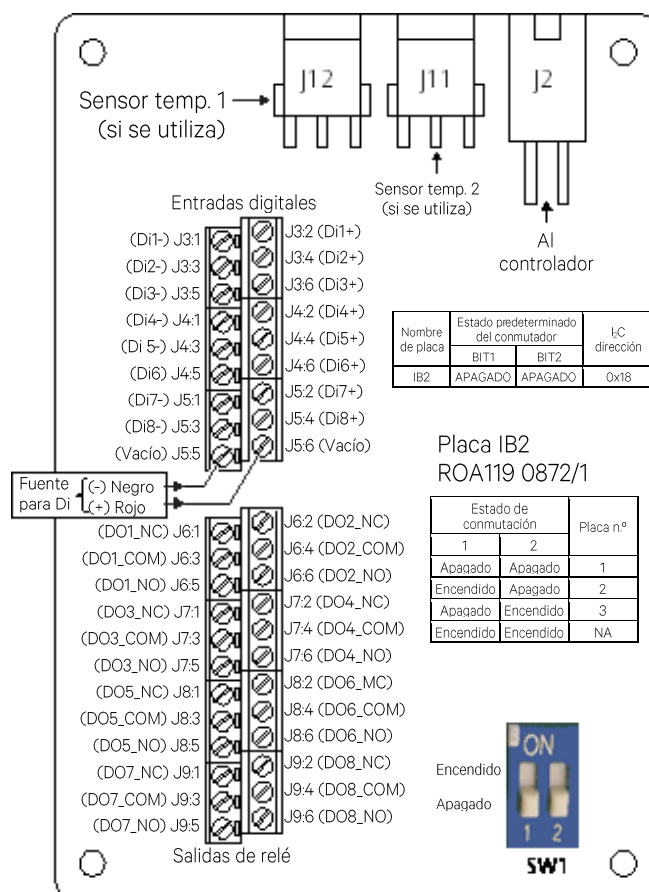 J12
J11
J2
Sensor temp. 1
(si se utiliza)
Sensor temp. 2
(si se utiliza)
Al
controlador
Entradas digitales
(Di1-) J3:1
J3:2 (Di1+)
(Di2-) J3:3
J3:4 (Di2+)
(Di3-) J3:5
J3:6 (Di3+)
(Di4-) J4:1
J4:2 (Di4+)
(Di 5-) J4:3
J4:4 (Di5+)
(Di6) J4:5
J4:6 (Di6+)
(Di7-) J5:1
J5:2 (Di7+)
(Di8-) J5:3
J5:4 (Di8+)
(Vacío) J5:5
J5:6 (Vacío)
Nombre de placa
Estado predeterminado del conmutador
I₂C dirección
BIT1 BIT2
IB2 APAGADO APAGADO 0x18
Placa IB2
ROA119 0872/1
Fuente para Di
(-) Negro
(+) Rojo
Estado de conmutación
Placa n.º
1 2
Apagado Apagado 1
Encendido Apagado 2
Apagado Encendido 3
Encendido Encendido NA
(DO1_NC) J6:1
J6:2 (DO2_NC)
(DO1_COM) J6:3
J6:4 (DO2_COM)
(DO1_NO) J6:5
J6:6 (DO2_NO)
(DO3_NC) J7:1
J7:2 (DO4_NC)
(DO3_COM) J7:3
J7:4 (DO4_COM)
(DO3_NO) J7:5
J7:6 (DO4_NO)
(DO5_NC) J8:1
J8:2 (DO6_MC)
(DO5_COM) J8:3
J8:4 (DO6_COM)
(DO5_NO) J8:5
J8:6 (DO6_NO)
(DO7_NC) J9:1
J9:2 (DO8_NC)
(DO7_COM) J9:3
J9:4 (DO8_COM)
(DO7_NO) J9:5
J9:6 (DO8_NO)
Salidas de relé
Encendido
Apagado
ON
1 2
SW1